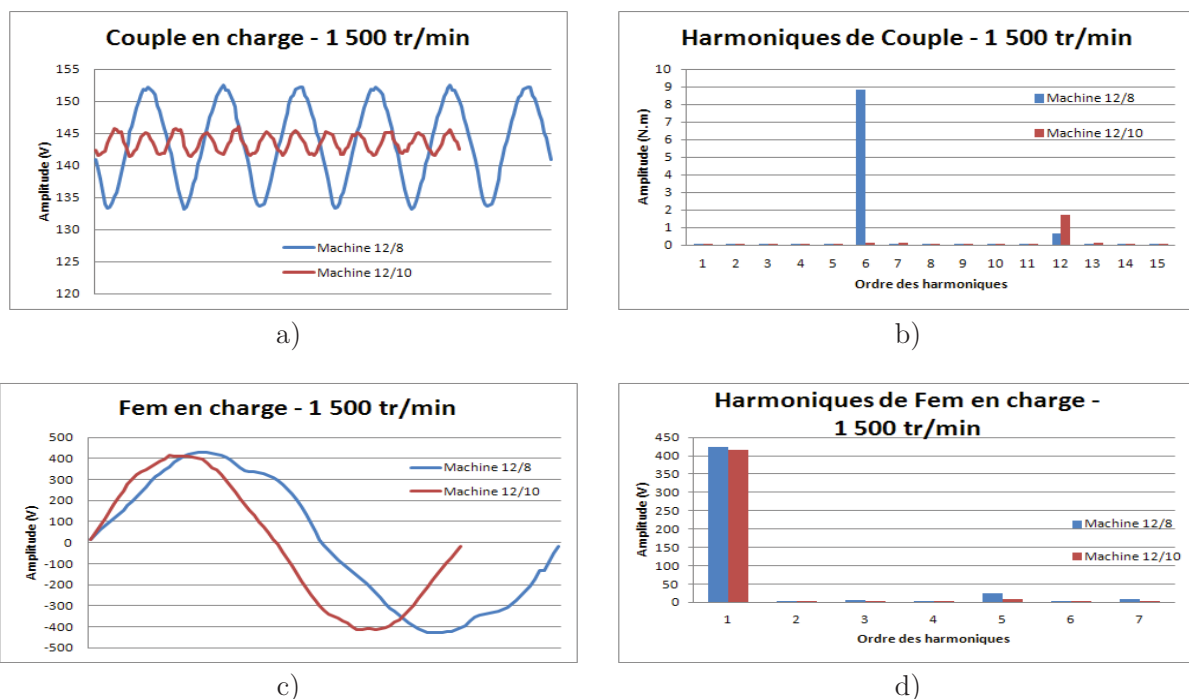 Couple en charge - 1 500 tr/min
Amplitude (V)
155
150
145
140
135
130
125
120
Machine 12/8
Machine 12/10
a)
Harmoniques de Couple - 1 500 tr/min
Amplitude (N.m)
10
9
8
7
6
5
4
3
2
1
0
Machine 12/8
Machine 12/10
1 2 3 4 5 6 7 8 9 10 11 12 13 14 15
Ordre des harmoniques
b)
Fem en charge - 1 500 tr/min
Amplitude (V)
500
400
300
200
100
0
-100
-200
-300
-400
-500
Machine 12/8
Machine 12/10
c)
Harmoniques de Fem en charge -
1 500 tr/min
Amplitude (V)
450
400
350
300
250
200
150
100
50
0
Machine 12/8
Machine 12/10
1 2 3 4 5 6 7
Ordre des harmoniques
d)